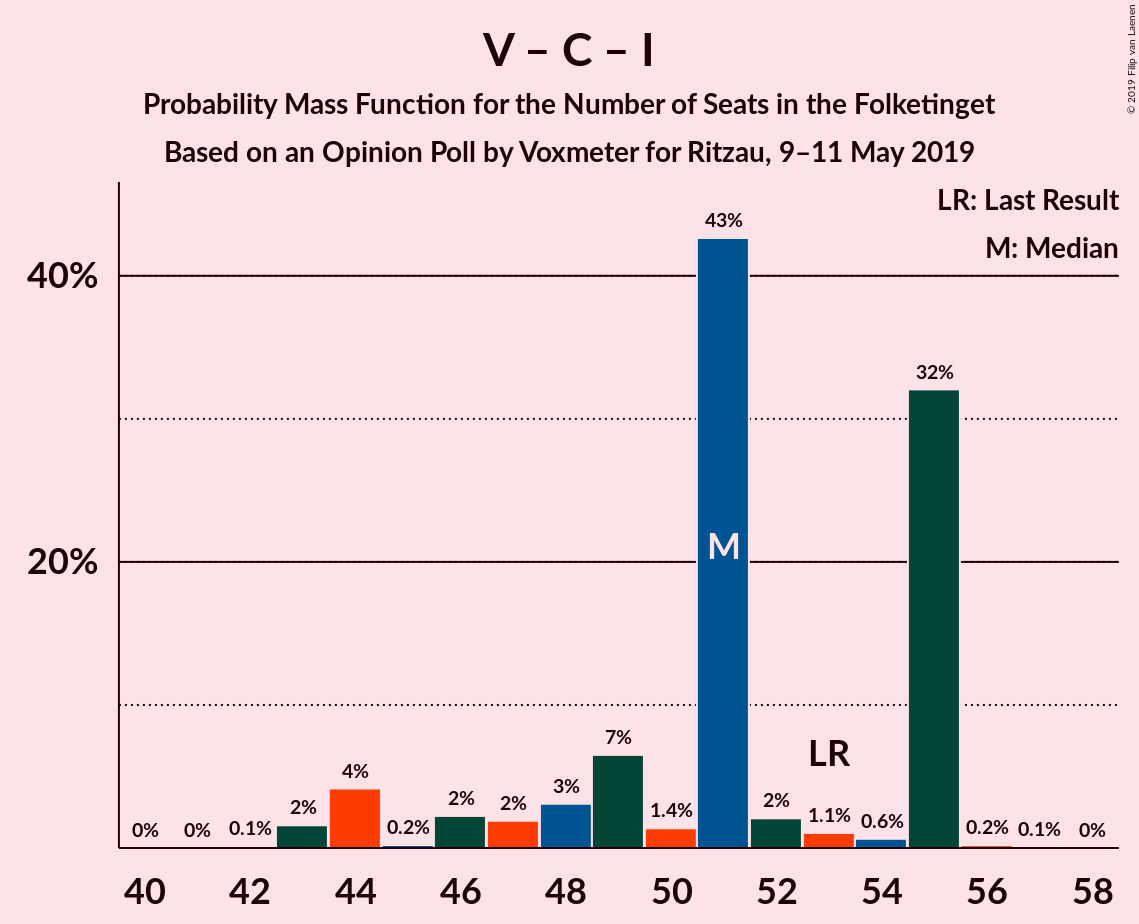 V – C – I
Probability Mass Function for the Number of Seats in the Folketinget
Based on an Opinion Poll by Voxmeter for Ritzau, 9–11 May 2019
© 2019 Filip van Laenen
LR: Last Result
M: Median
40%
20%
0%
0%
0.1%
2%
4%
0.2%
2%
2%
3%
7%
1.4%
43%
2%
1.1%
0.6%
32%
0.2%
0.1%
0%
M
LR
40 42 44 46 48 50 52 54 56 58